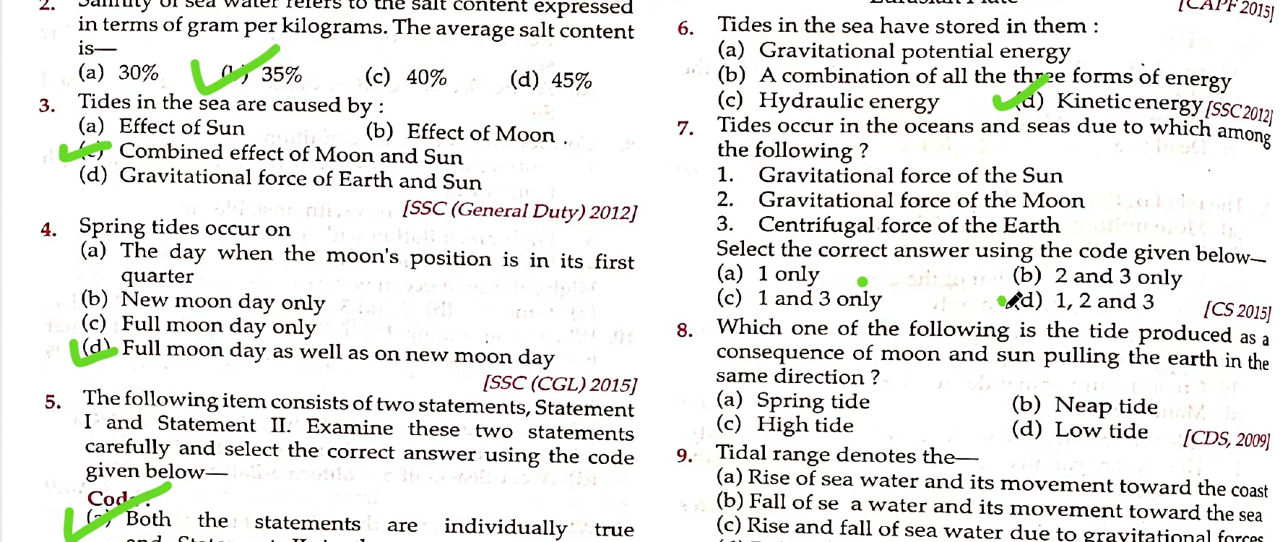 2. Salinity of sea water refers to the salt content expressed
in terms of gram per kilograms. The average salt content
is—
(a) 30% (b) 35% (c) 40% (d) 45%
3. Tides in the sea are caused by :
(a) Effect of Sun (b) Effect of Moon
(c) Combined effect of Moon and Sun
(d) Gravitational force of Earth and Sun
[SSC (General Duty) 2012]
4. Spring tides occur on
(a) The day when the moon's position is in its first
quarter
(b) New moon day only
(c) Full moon day only
(d) Full moon day as well as on new moon day
[SSC (CGL) 2015]
5. The following item consists of two statements, Statement
I and Statement II. Examine these two statements
carefully and select the correct answer using the code
given below—
Code :
(a) Both the statements are individually true
[CAPF 2015]
6. Tides in the sea have stored in them :
(a) Gravitational potential energy
(b) A combination of all the three forms of energy
(c) Hydraulic energy (d) Kinetic energy [SSC 2012]
7. Tides occur in the oceans and seas due to which among
the following ?
1. Gravitational force of the Sun
2. Gravitational force of the Moon
3. Centrifugal force of the Earth
Select the correct answer using the code given below—
(a) 1 only (b) 2 and 3 only
(c) 1 and 3 only (d) 1, 2 and 3 [CS 2015]
8. Which one of the following is the tide produced as a
consequence of moon and sun pulling the earth in the
same direction ?
(a) Spring tide (b) Neap tide
(c) High tide (d) Low tide [CDS, 2009]
9. Tidal range denotes the—
(a) Rise of sea water and its movement toward the coast
(b) Fall of se a water and its movement toward the sea
(c) Rise and fall of sea water due to gravitational forces